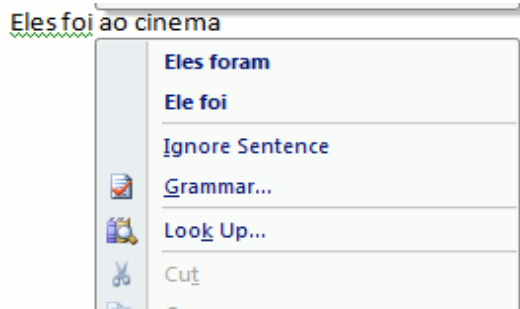 Eles foi ao cinema
Eles foram
Ele foi
Ignore Sentence
Grammar...
Look Up...
Cut